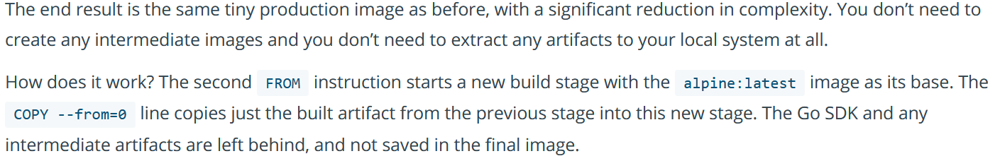 The end result is the same tiny production image as before, with a significant reduction in complexity. You don’t need to
create any intermediate images and you don’t need to extract any artifacts to your local system at all.
How does it work? The second FROM instruction starts a new build stage with the alpine:latest image as its base. The
COPY --from=0 line copies just the built artifact from the previous stage into this new stage. The Go SDK and any
intermediate artifacts are left behind, and not saved in the final image.